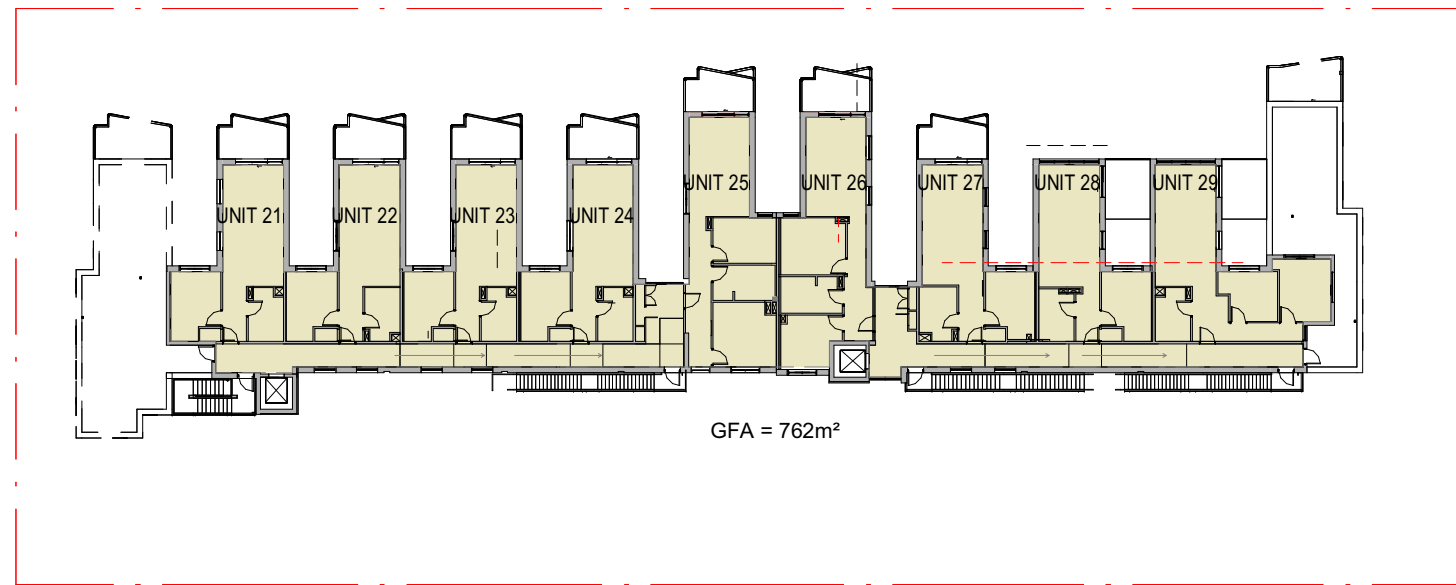 UNIT 21
UNIT 22
UNIT 23
UNIT 24
UNIT 25
UNIT 26
UNIT 27
UNIT 28
UNIT 29
GFA = 762m²